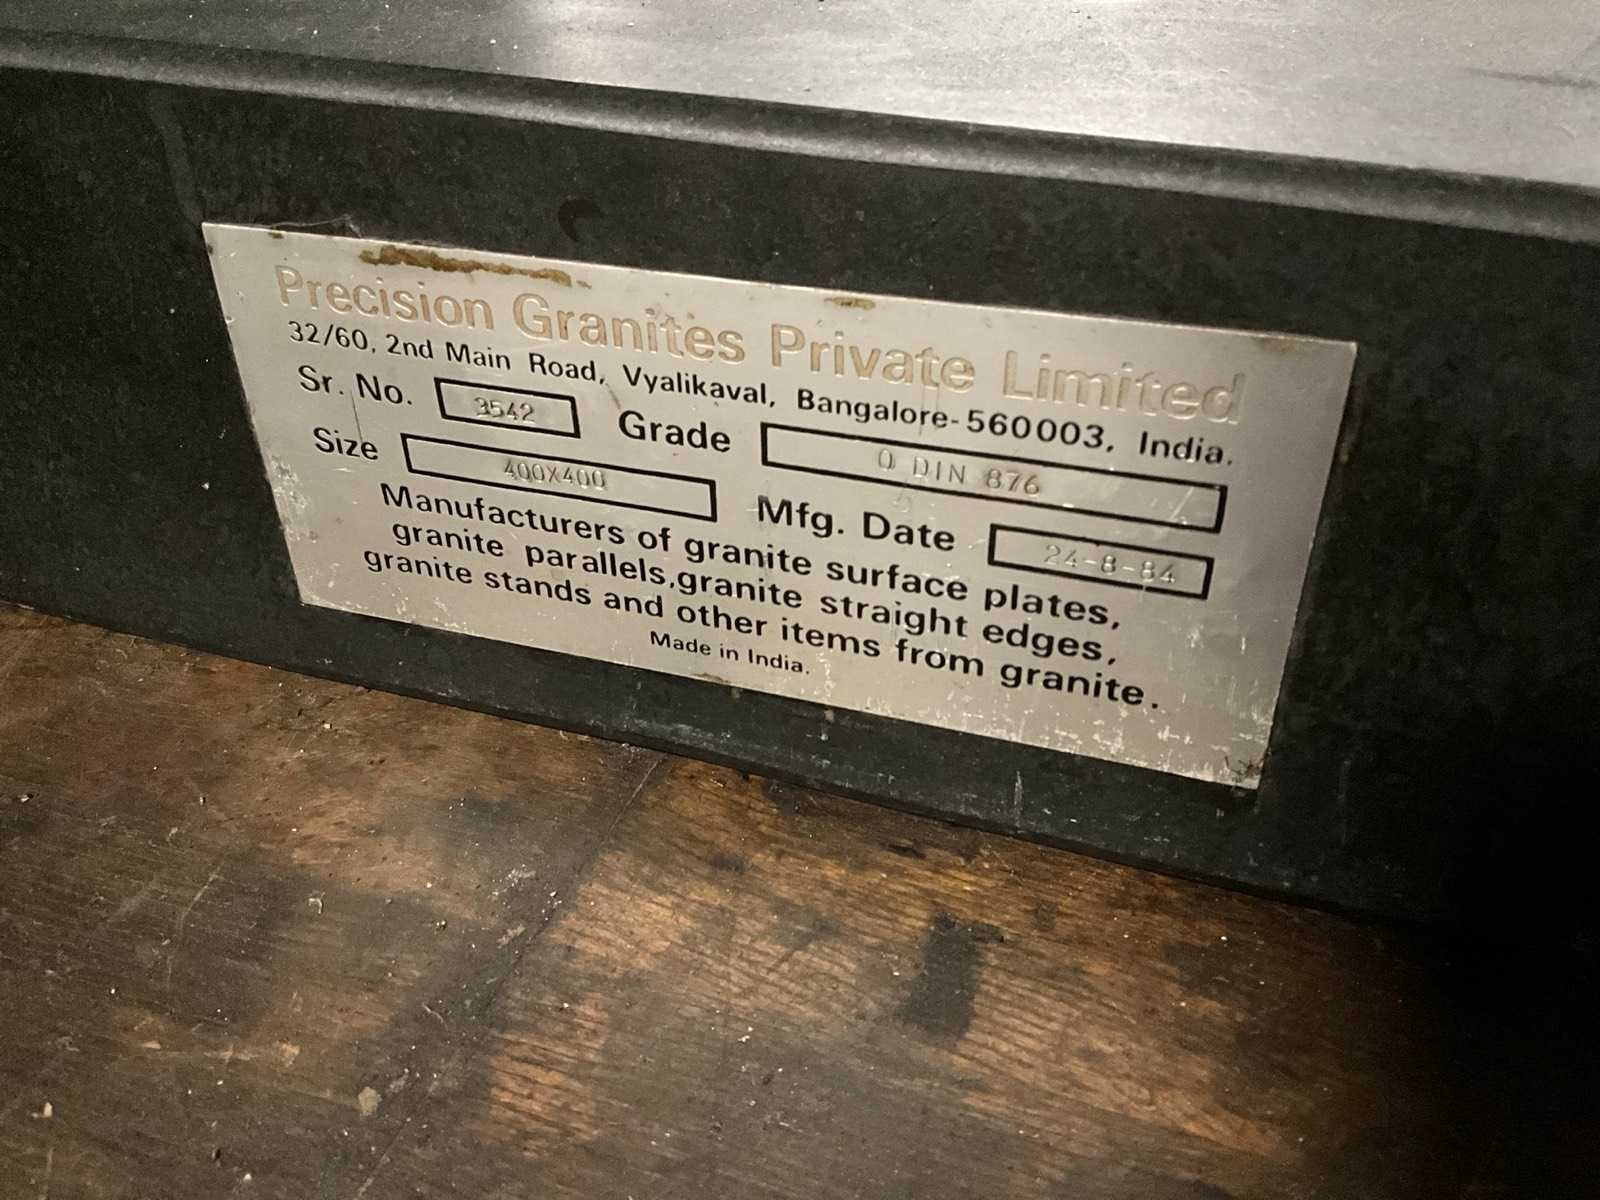 Precision Granites Private Limited
32/60, 2nd Main Road, Vyalikaval, Bangalore-560003, India.
Sr. No. 3542 Grade 0 DIN 876
Size 400X400 Mfg. Date 24-8-84
Manufacturers of granite surface plates,
granite parallels,granite straight edges,
granite stands and other items from granite.
Made in India.